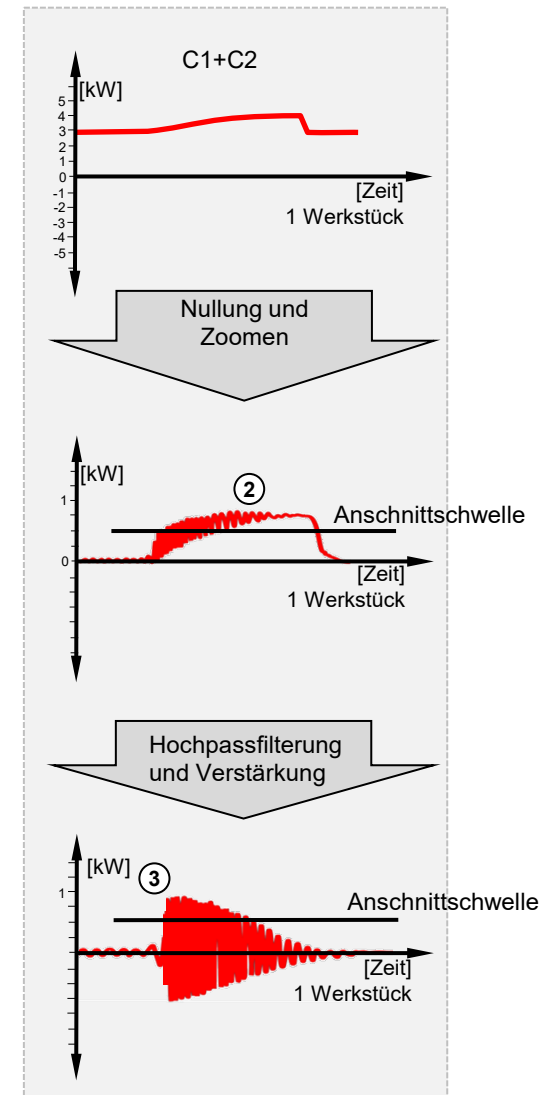 C1+C2
[kW]
5
4
3
2
1
0
-1
-2
-3
-4
-5
[Zeit]
1 Werkstück
Nullung und
Zoomen
[kW]
2
1
Anschnittschwelle
0
[Zeit]
1 Werkstück
Hochpassfilterung
und Verstärkung
[kW]
3
1
Anschnittschwelle
[Zeit]
1 Werkstück